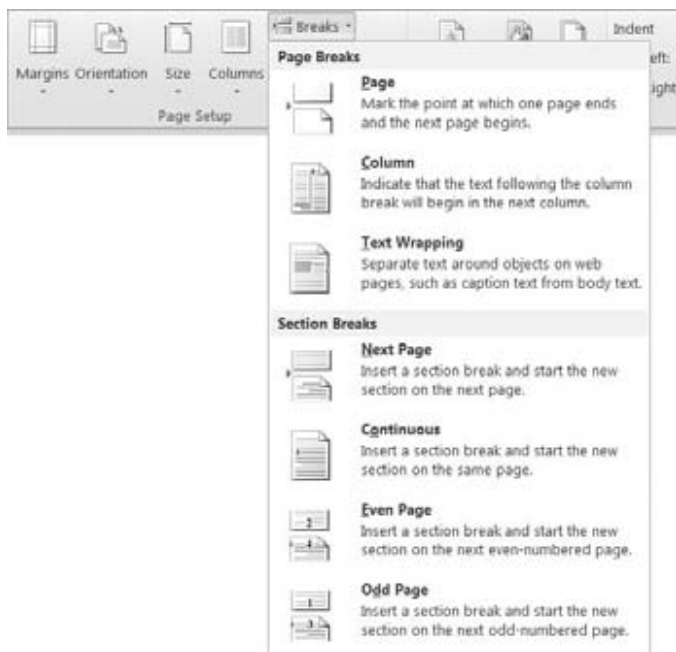 Breaks
Indent
Margins Orientation Size Columns
eft:
ight
Page Setup
Page Breaks
Page
Mark the point at which one page ends
and the next page begins.
Column
Indicate that the text following the column
break will begin in the next column.
Text Wrapping
Separate text around objects on web
pages, such as caption text from body text.
Section Breaks
Next Page
Insert a section break and start the new
section on the next page.
Continuous
Insert a section break and start the new
section on the same page.
Even Page
Insert a section break and start the new
section on the next even-numbered page.
Odd Page
Insert a section break and start the new
section on the next odd-numbered page.